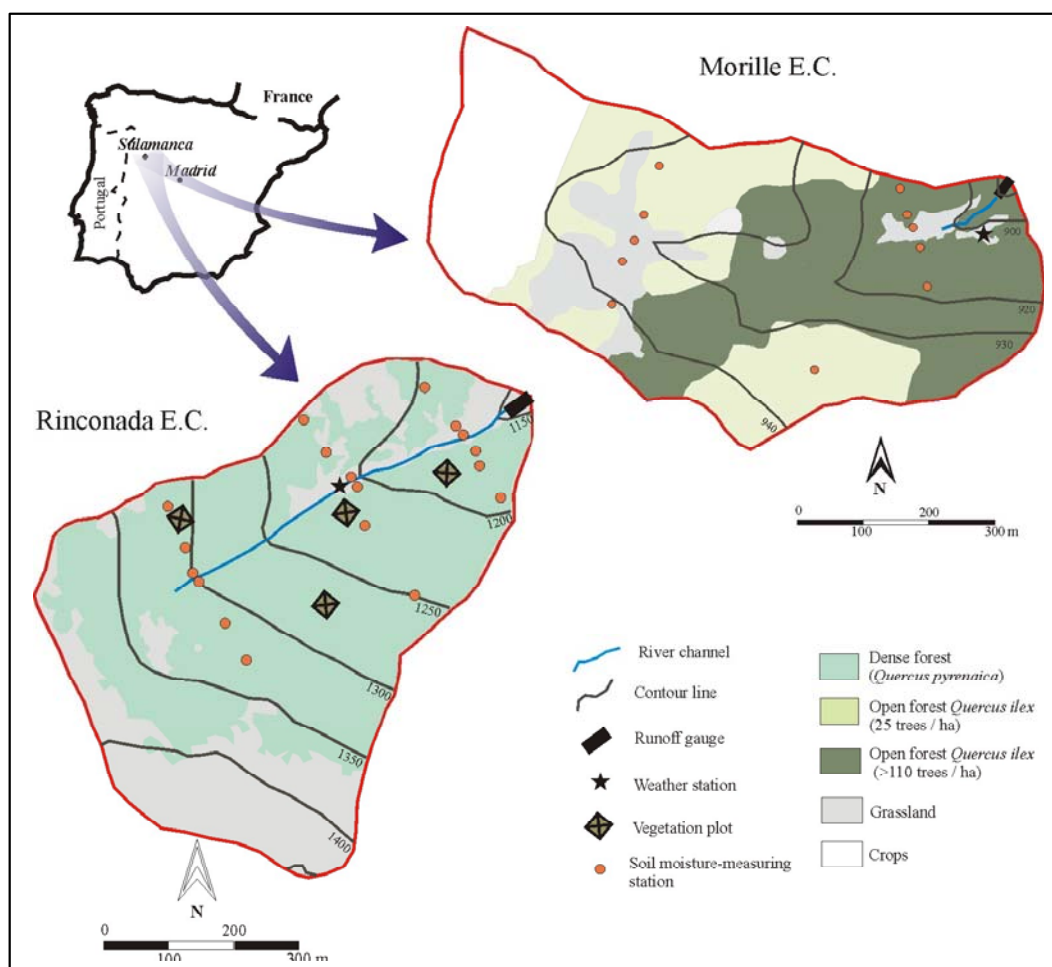 Morille E.C.
France
Salamanca
Madrid
Portugal
900
920
930
940
N
0 200
100 300 m
Rinconada E.C.
1150
1200
1250
1300
1350
1400
N
0 200
100 300 m
River channel
Contour line
Runoff gauge
Weather station
Vegetation plot
Soil moisture-measuring
station
Dense forest
(Quercus pyrenaica)
Open forest Quercus ilex
(25 trees / ha)
Open forest Quercus ilex
(>110 trees / ha)
Grassland
Crops